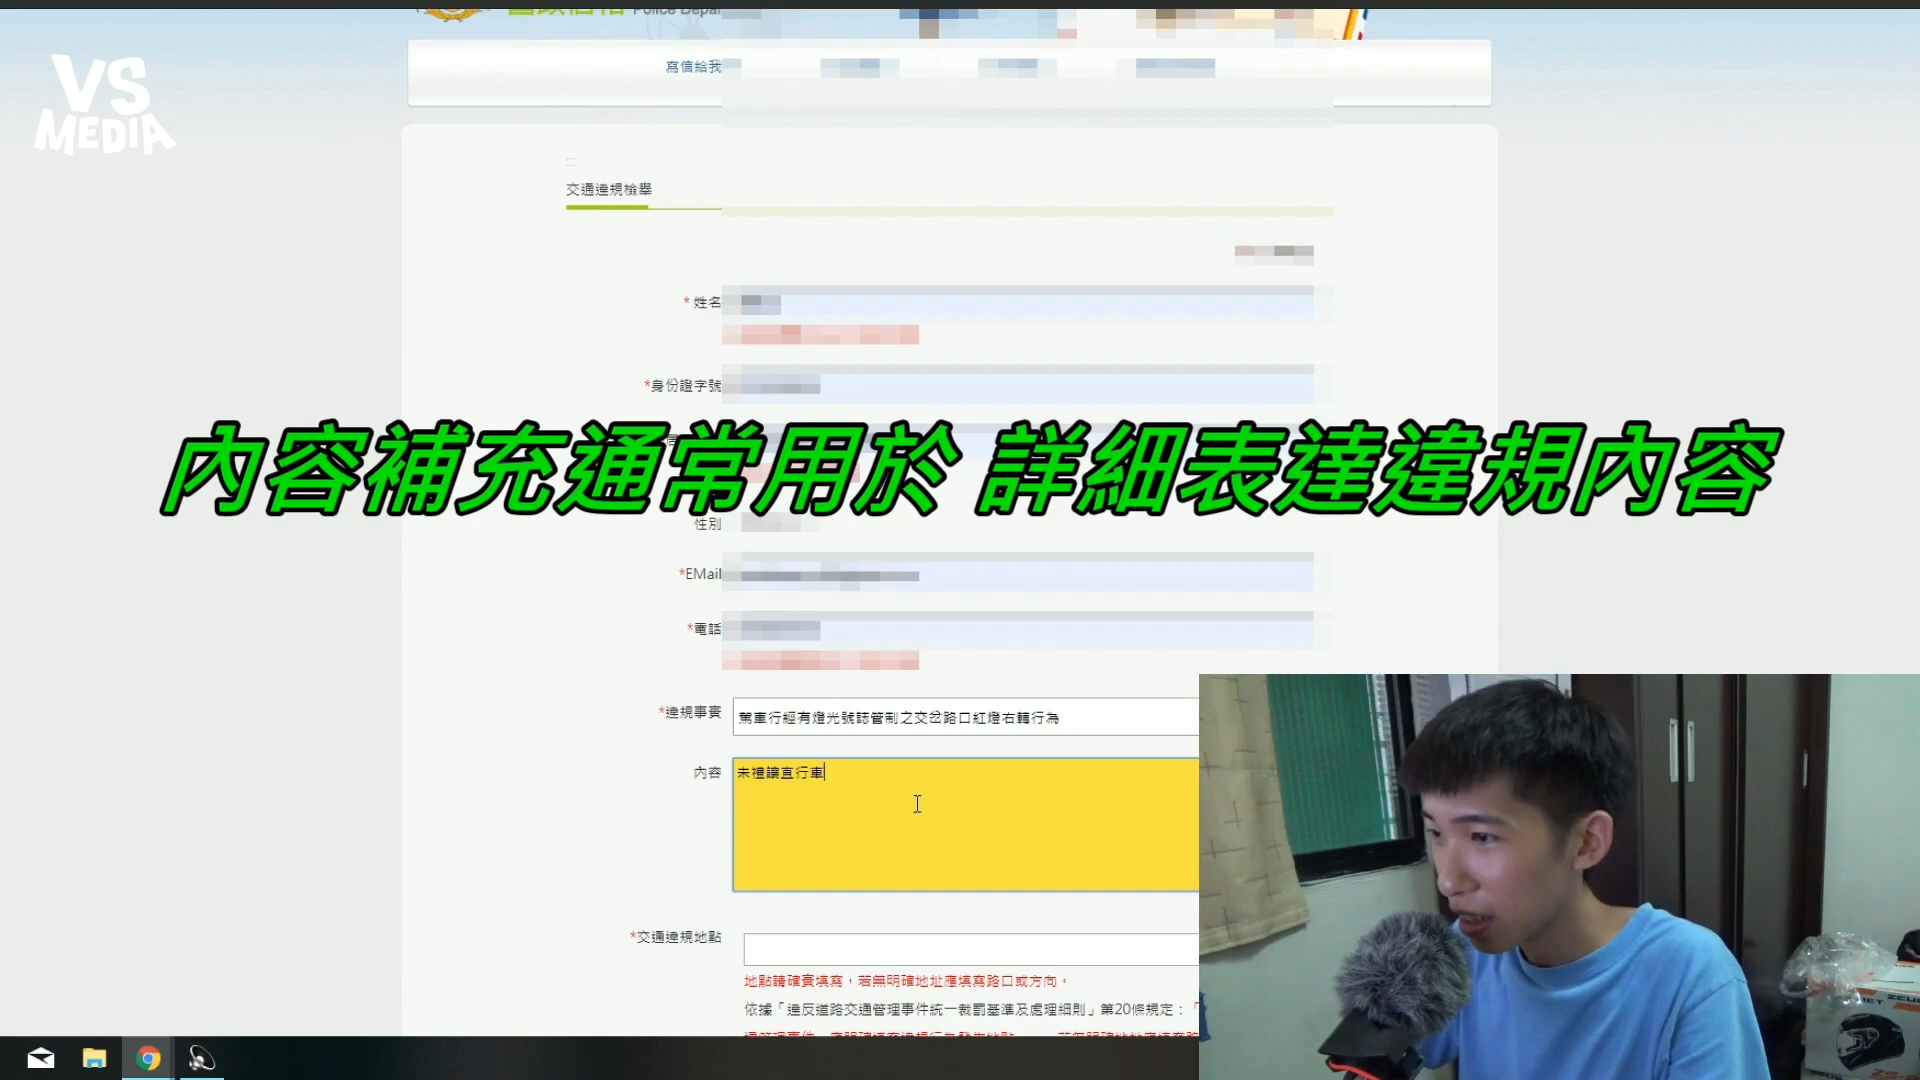 Police Depar
VS
MEDIA
寫信給我
:::
交通違規檢舉
* 姓名
*身份證字號
內容補充通常用於 詳細表達違規內容
性別
*EMail
*電話
*違規事實
駕車行經有燈光號誌管制之交岔路口紅燈右轉行為
內容
未禮讓直行車
*交通違規地點
地點請確實填寫，若無明確地址應填寫路口或方向。
依據「違反道路交通管理事件統一裁罰基準及處理細則」第20條規定：「